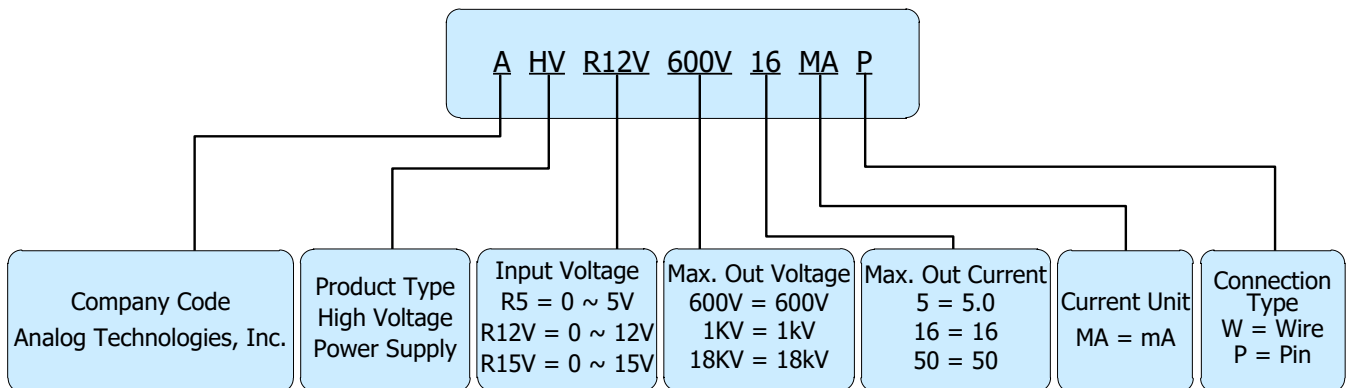 A HV R12V 600V 16 MA P
Company Code
Analog Technologies, Inc.
Product Type
High Voltage
Power Supply
Input Voltage
R5 = 0 ~ 5V
R12V = 0 ~ 12V
R15V = 0 ~ 15V
Max. Out Voltage
600V = 600V
1KV = 1kV
18KV = 18kV
Max. Out Current
5 = 5.0
16 = 16
50 = 50
Current Unit
MA = mA
Connection
Type
W = Wire
P = Pin